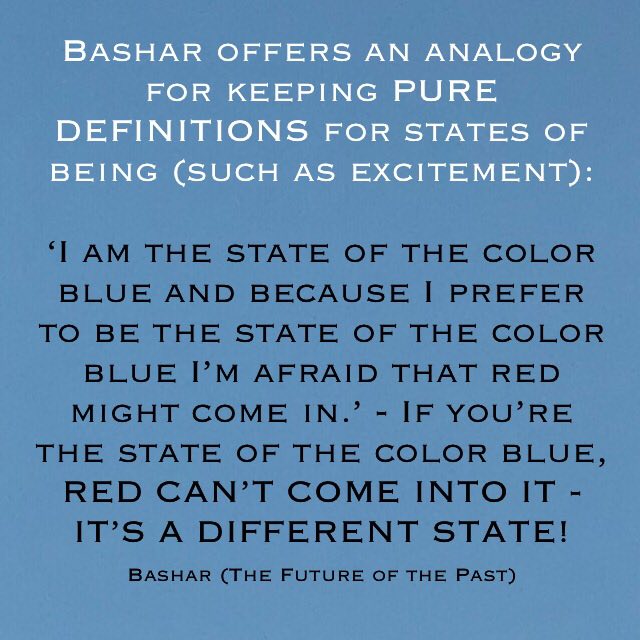 Bashar offers an analogy
for keeping PURE
DEFINITIONS for states of
being (such as excitement):
‘I am the state of the color
blue and because I prefer
to be the state of the color
blue I’m afraid that red
might come in.’ - If you’re
the state of the color blue,
RED CAN’T COME INTO IT -
IT’S A DIFFERENT STATE!
Bashar (The Future of the Past)